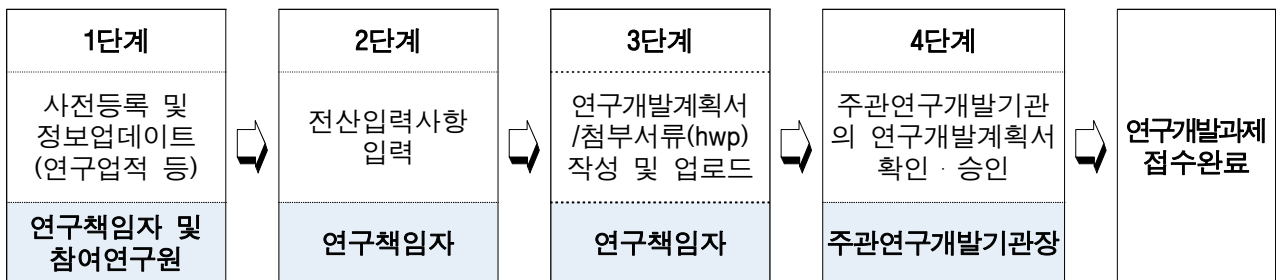 1단계
사전등록 및
정보업데이트
(연구업적 등)
연구책임자 및
참여연구원
2단계
전산입력사항
입력
연구책임자
3단계
연구개발계획서
/첨부서류(hwp)
작성 및 업로드
연구책임자
4단계
주관연구개발기관
의 연구개발계획서
확인·승인
주관연구개발기관장
연구개발과제
접수완료